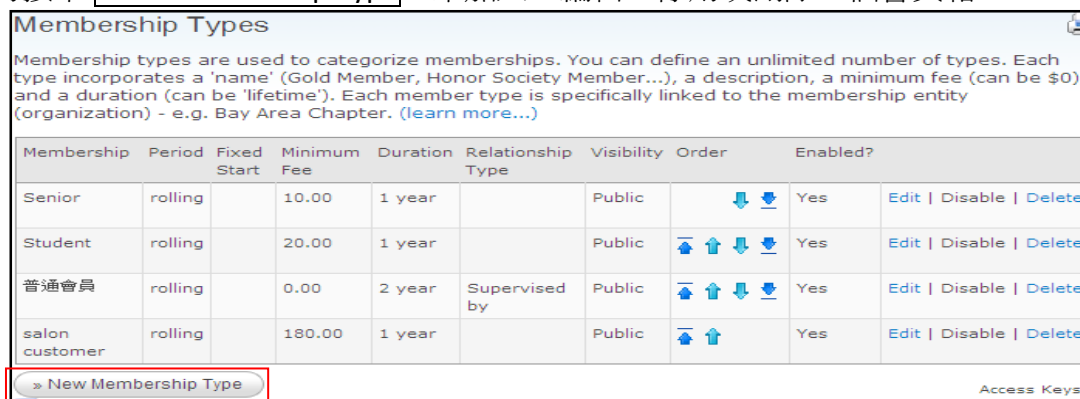 Membership Types
Membership types are used to categorize memberships. You can define an unlimited number of types. Each
type incorporates a 'name' (Gold Member, Honor Society Member...), a description, a minimum fee (can be $0)
and a duration (can be 'lifetime'). Each member type is specifically linked to the membership entity
(organization) - e.g. Bay Area Chapter. (learn more...)
Membership Period Fixed Start Minimum Fee Duration Relationship Type Visibility Order Enabled?
Senior rolling 10.00 1 year Public Yes Edit | Disable | Delete
Student rolling 20.00 1 year Public Yes Edit | Disable | Delete
普通會員 rolling 0.00 2 year Supervised by Public Yes Edit | Disable | Delete
salon customer rolling 180.00 1 year Public Yes Edit | Disable | Delete
» New Membership Type
Access Keys